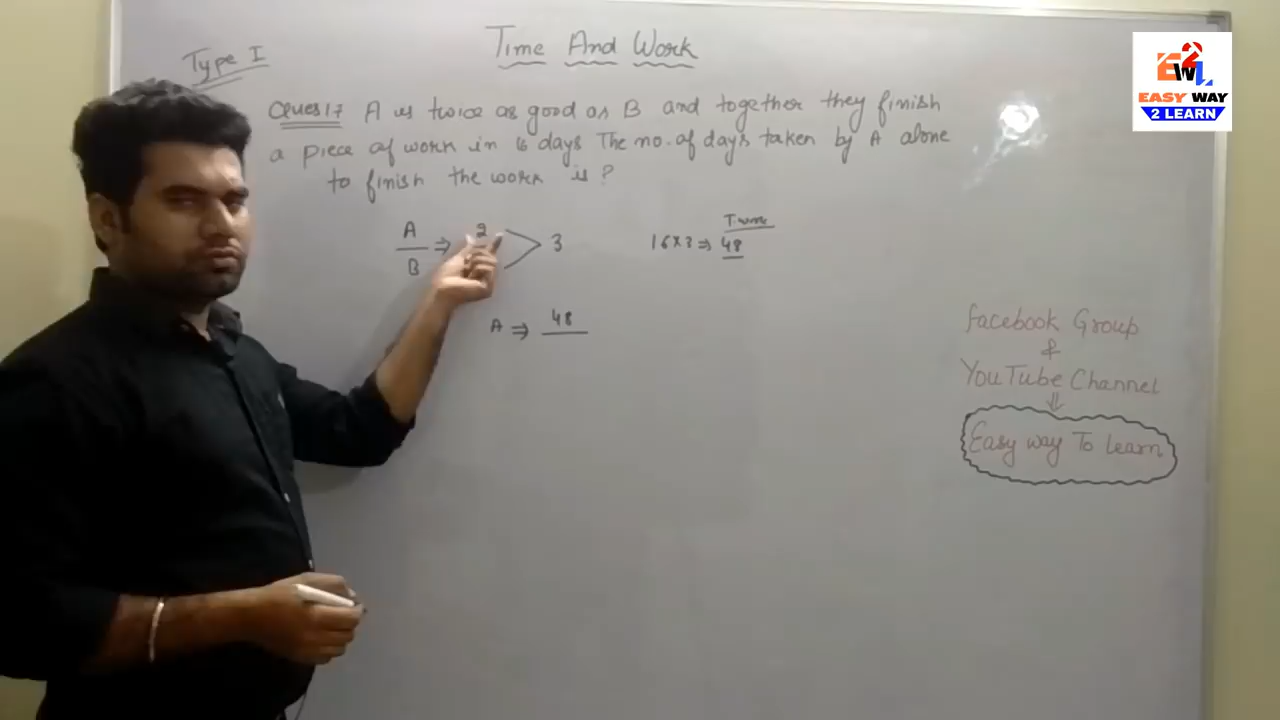 Type I
Time And Work
Ques17 A is twice as good as B and together they finish
a piece of work in 16 days The no. of days taken by A alone
to finish the work is ?
A
B
⇒ 2
3
16×3 ⇒ 48
A ⇒ 48
facebook Group
&
YouTube Channel
⇓
Easy way To Learn
EW2L
EASY WAY
2 LEARN